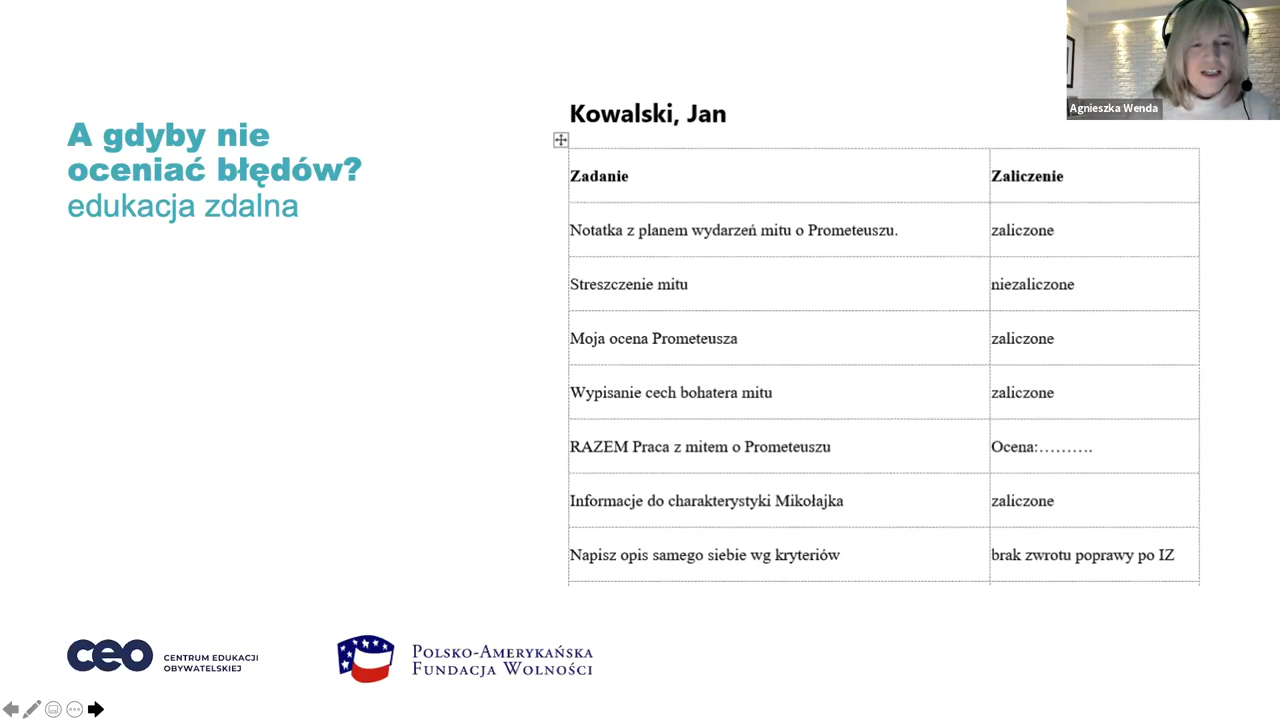 Agnieszka Wenda
A gdyby nie
oceniać błędów?
edukacja zdalna
Kowalski, Jan
Zadanie Zaliczenie
Notatka z planem wydarzeń mitu o Prometeuszu. zaliczone
Streszczenie mitu niezaliczone
Moja ocena Prometeusza zaliczone
Wypisanie cech bohatera mitu zaliczone
RAZEM Praca z mitem o Prometeuszu Ocena:……….
Informacje do charakterystyki Mikołajka zaliczone
Napisz opis samego siebie wg kryteriów brak zwrotu poprawy po IZ
ceo CENTRUM EDUKACJI
OBYWATELSKIEJ
POLSKO-AMERYKAŃSKA
FUNDACJA WOLNOŚCI